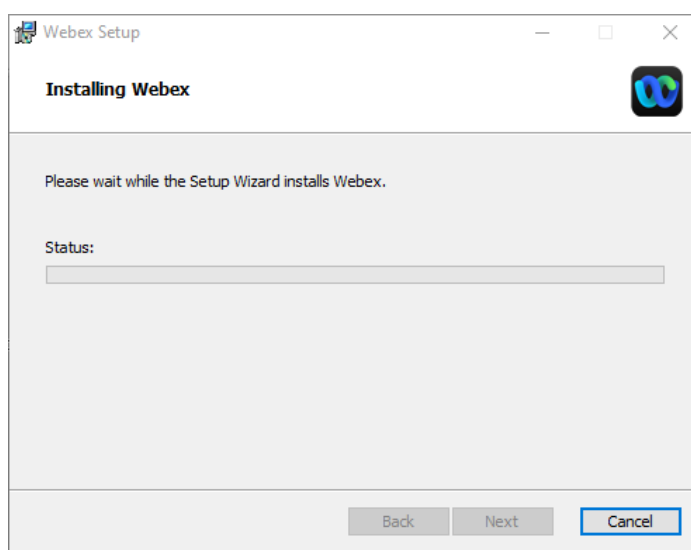 Webex Setup
Installing Webex
Please wait while the Setup Wizard installs Webex.
Status:
Back Next Cancel